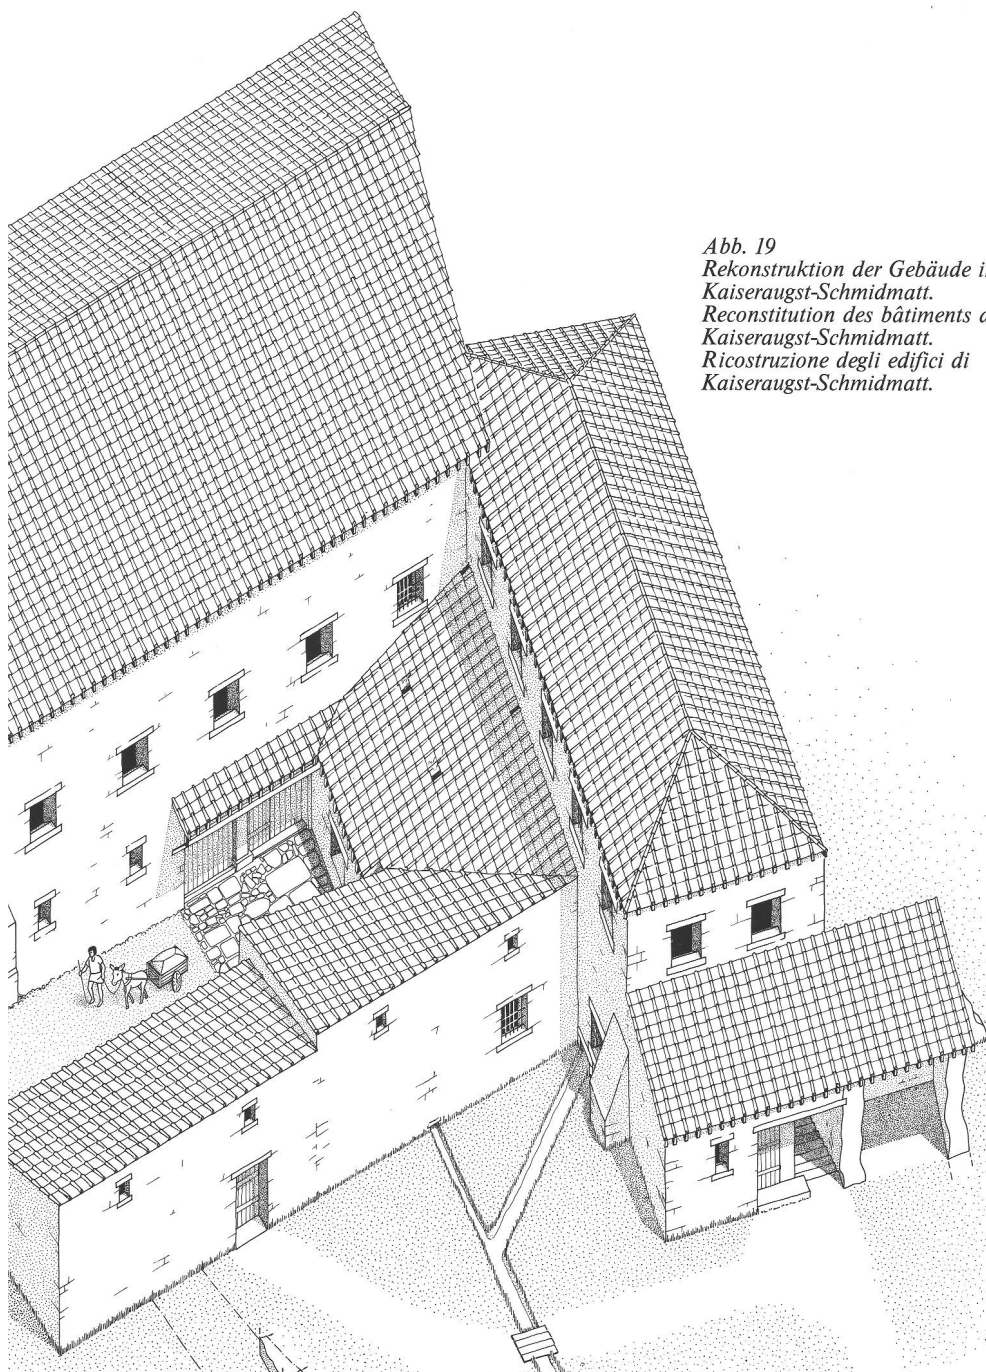 Abb. 19
Rekonstruktion der Gebäude
Kaiseraugst-Schmidmatt.
Reconstitution des bâtiments
Kaiseraugst-Schmidmatt.
Ricostruzione degli edifici di
Kaiseraugst-Schmidmatt.